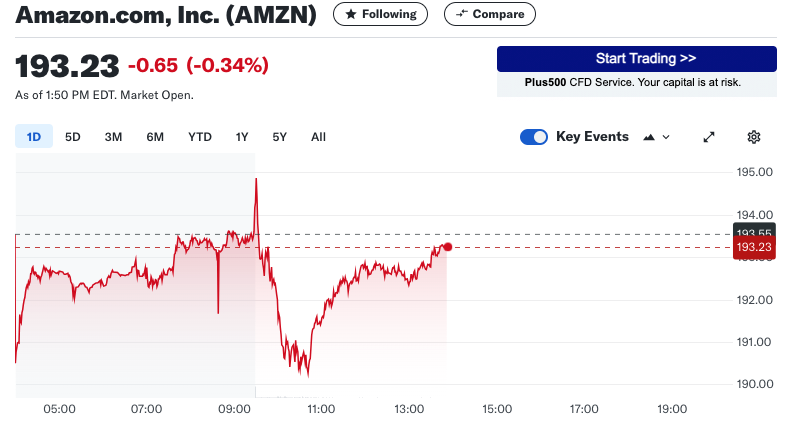 Amazon.com, Inc. (AMZN) Following Compare
193.23 -0.65 (-0.34%)
As of 1:50 PM EDT. Market Open.
Start Trading >>
Plus500 CFD Service. Your capital is at risk.
1D 5D 3M 6M YTD 1Y 5Y All Key Events
195.00
194.00
193.55
193.23
192.00
191.00
190.00
05:00 07:00 09:00 11:00 13:00 15:00 17:00 19:00